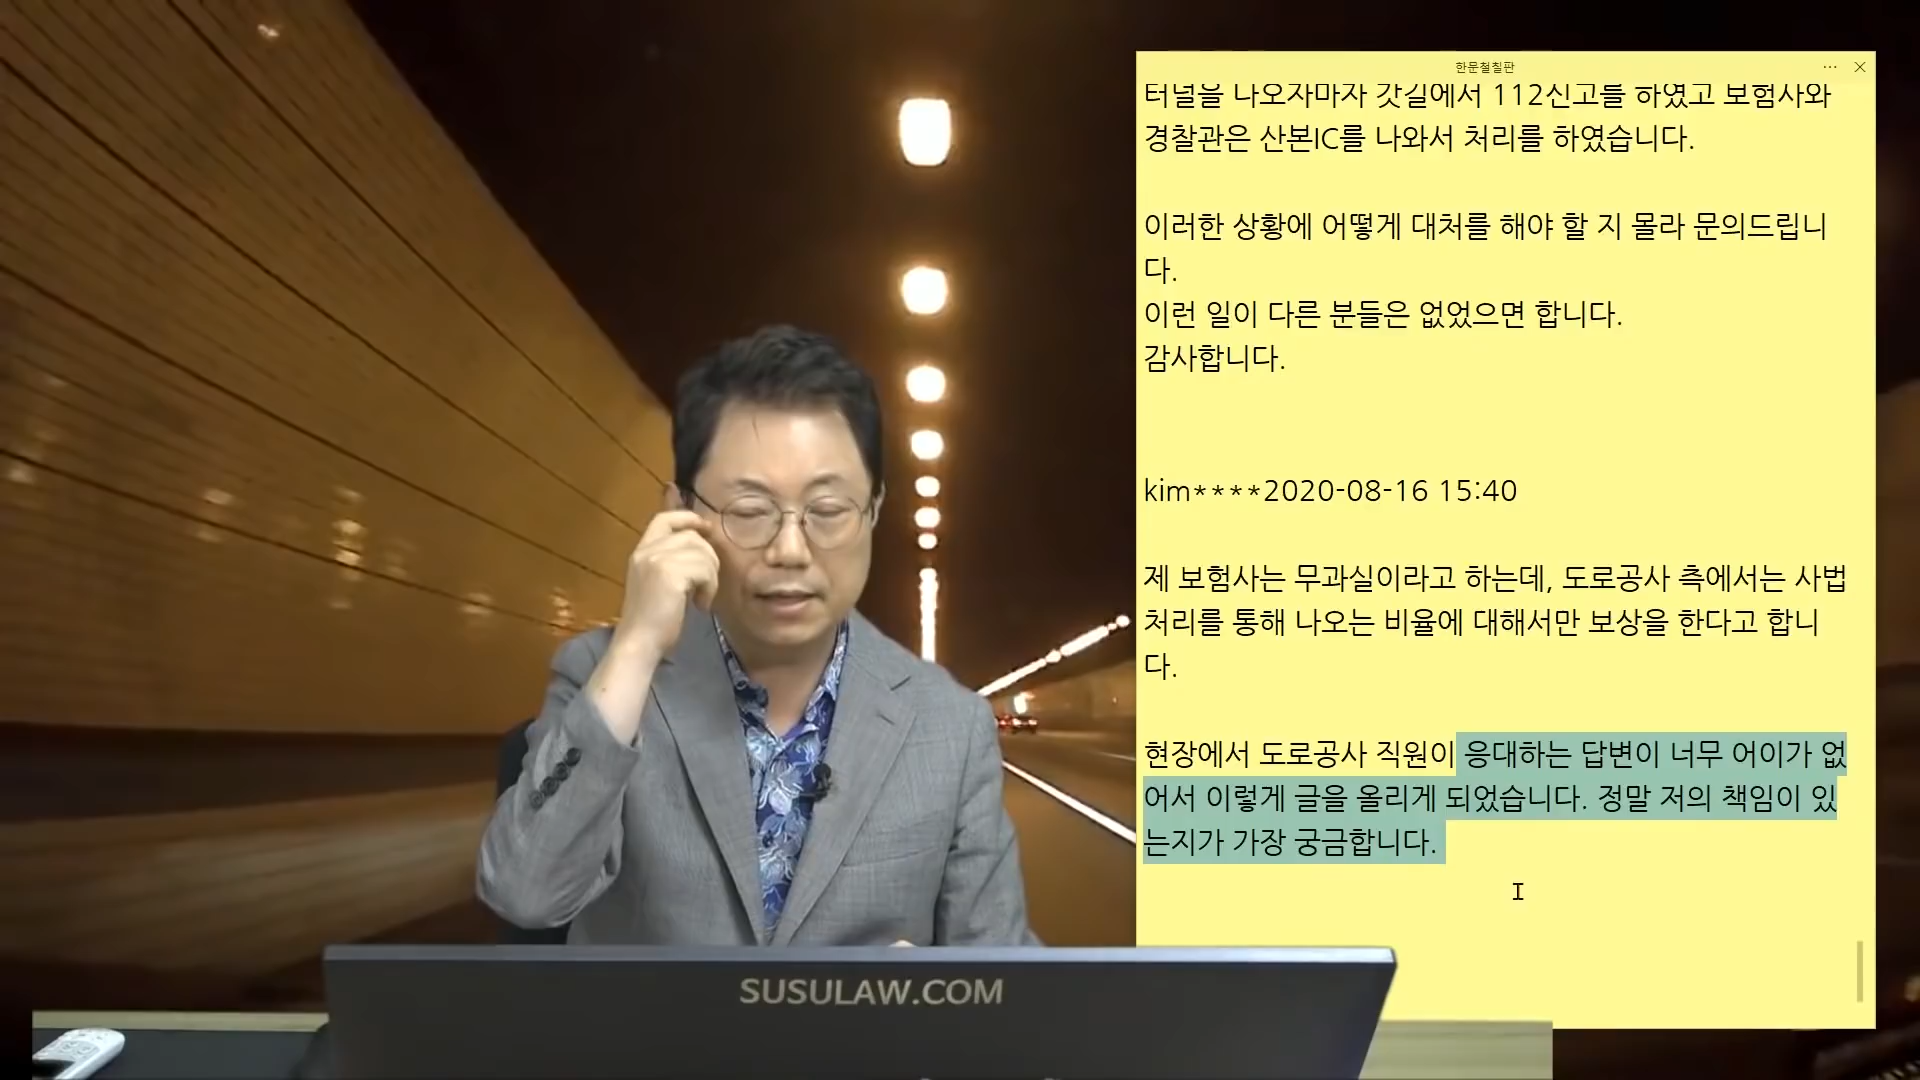 한문철칠판
터널을 나오자마자 갓길에서 112신고를 하였고 보험사와
경찰관은 산본IC를 나와서 처리를 하였습니다.
이러한 상황에 어떻게 대처를 해야 할 지 몰라 문의드립니
다.
이런 일이 다른 분들은 없었으면 합니다.
감사합니다.
kim****2020-08-16 15:40
제 보험사는 무과실이라고 하는데, 도로공사 측에서는 사법
처리를 통해 나오는 비율에 대해서만 보상을 한다고 합니
다.
현장에서 도로공사 직원이 응대하는 답변이 너무 어이가 없
어서 이렇게 글을 올리게 되었습니다. 정말 저의 책임이 있
는지가 가장 궁금합니다.
SUSULAW.COM